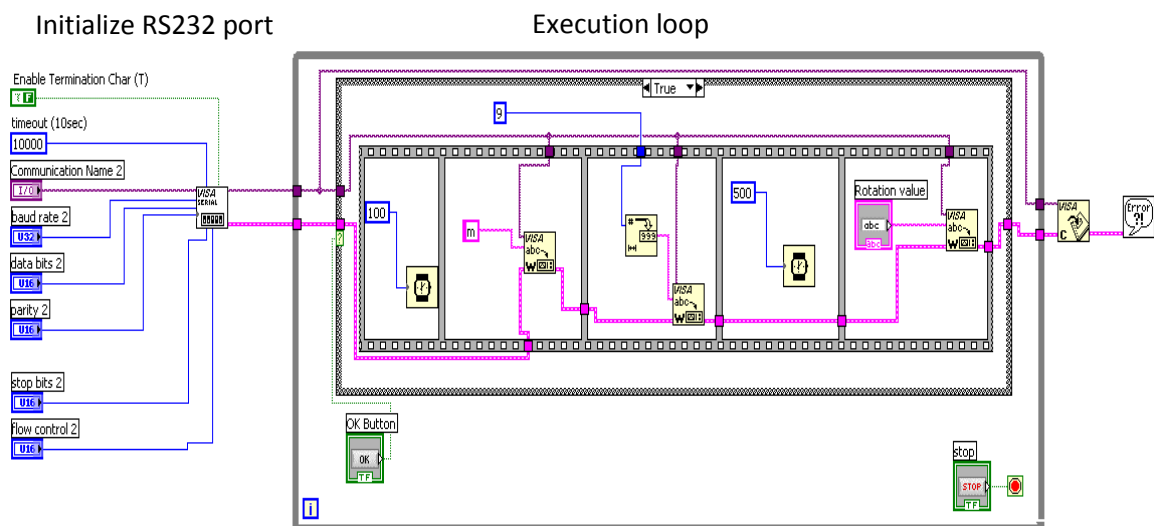 Initialize RS232 port
Execution loop
Enable Termination Char (T)
F
timeout (10sec)
10000
Communication Name 2
I/O
baud rate 2
U32
data bits 2
U16
parity 2
U16
stop bits 2
U16
flow control 2
U16
VISA
SERIAL
True
9
100
m
VISA
abc
W
#
999
VISA
abc
W
500
Rotation value
abc
abc
VISA
abc
W
VISA
C
Error
?!
?
OK Button
OK
TF
stop
STOP
TF
i